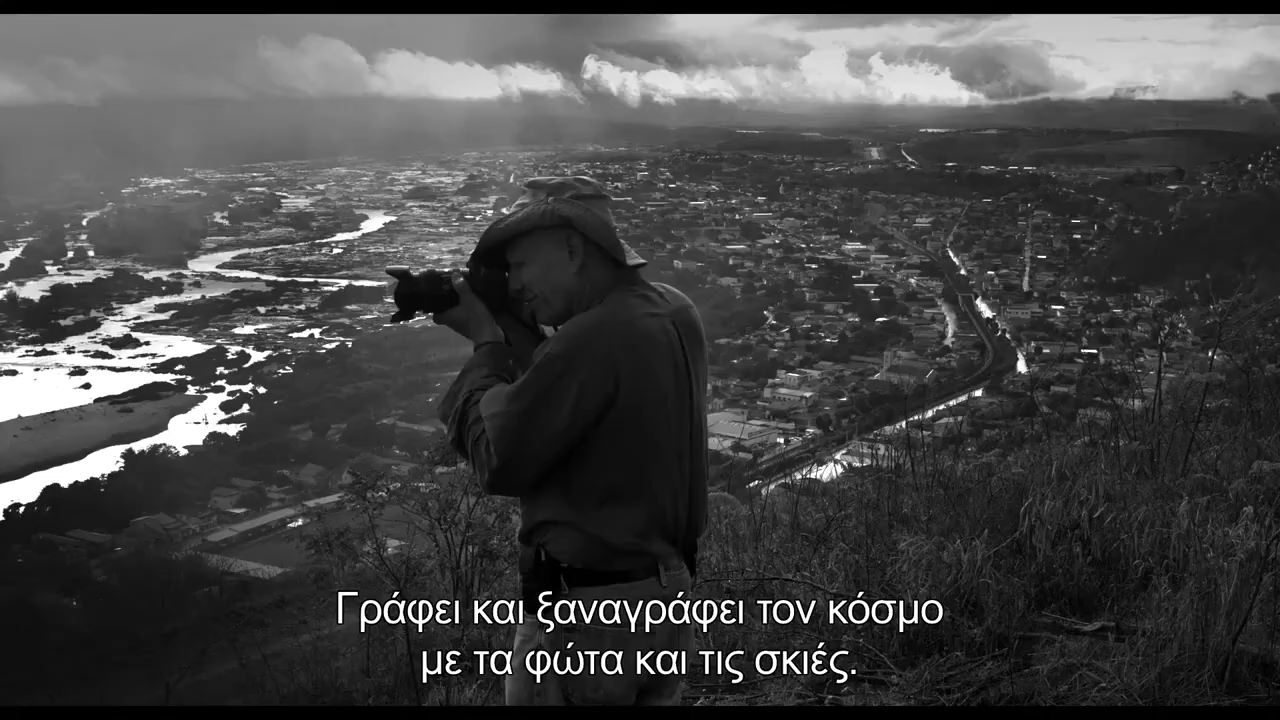 Γράφει και ξαναγράφει τον κόσμο
με τα φώτα και τις σκιές.